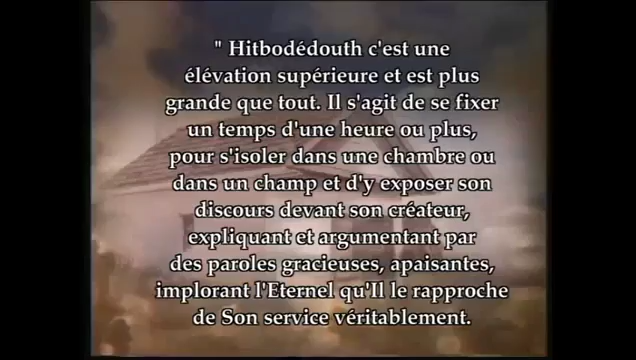 " Hitbodédouth c'est une
élévation supérieure et est plus
grande que tout. Il s'agit de se fixer
un temps d'une heure ou plus,
pour s'isoler dans une chambre ou
dans un champ et d'y exposer son
discours devant son créateur,
expliquant et argumentant par
des paroles gracieuses, apaisantes,
implorant l'Eternel qu'Il le rapproche
de Son service véritablement.